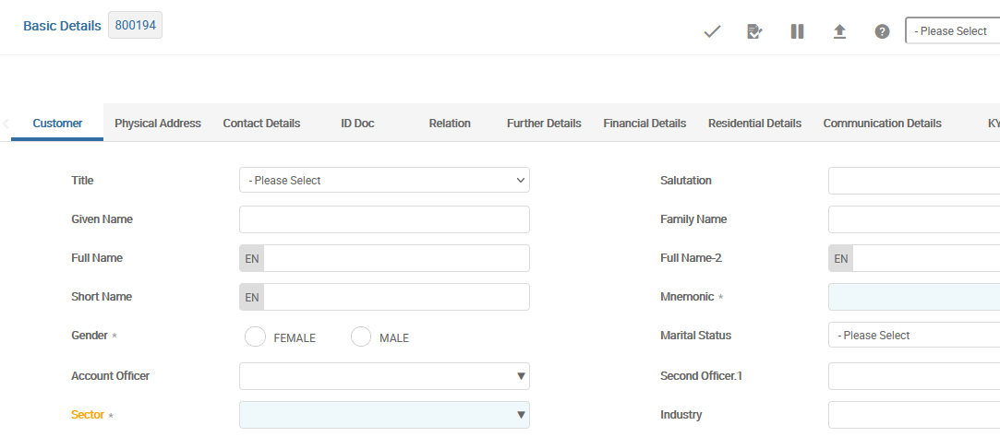 Basic Details 800194
- Please Select
Customer Physical Address Contact Details ID Doc Relation Further Details Financial Details Residential Details Communication Details KY
Title - Please Select Salutation
Given Name Family Name
Full Name EN Full Name-2 EN
Short Name EN Mnemonic *
Gender * FEMALE MALE Marital Status - Please Select
Account Officer Second Officer.1
Sector * Industry